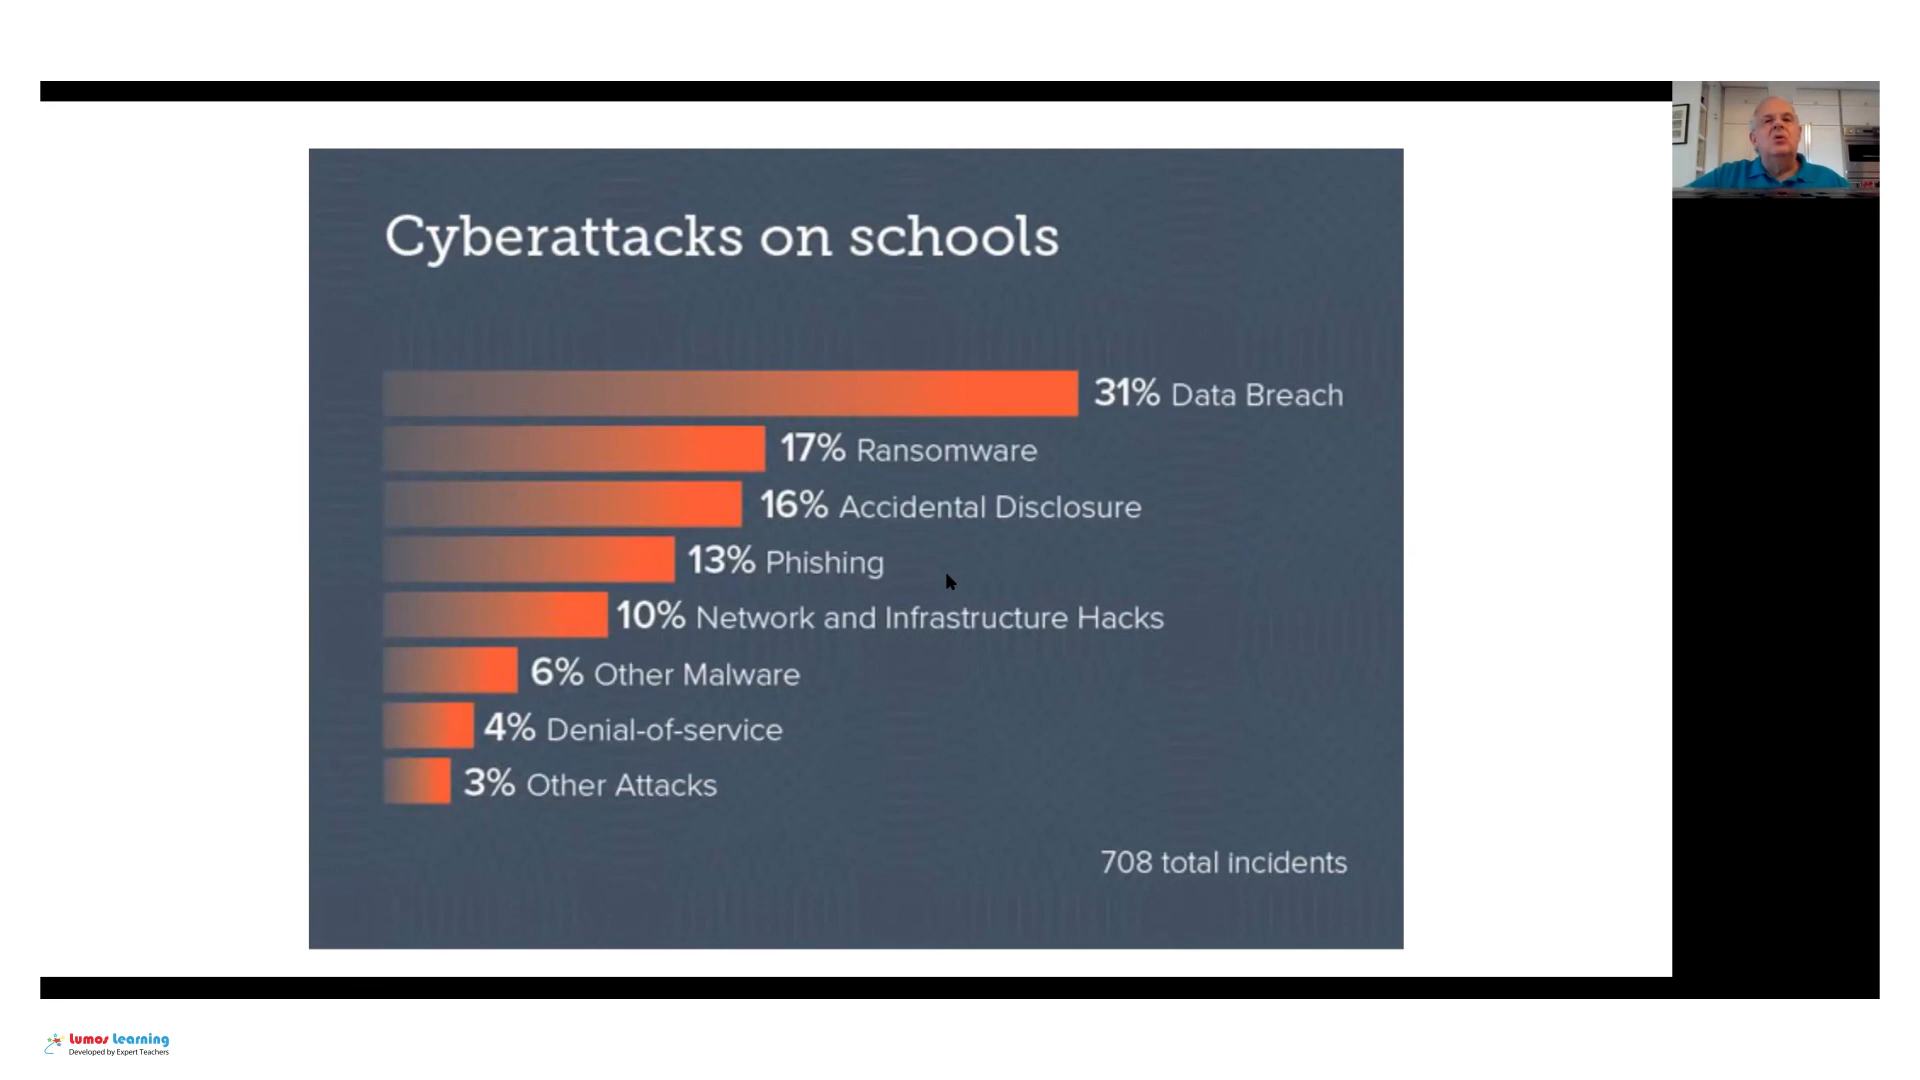 Cyberattacks on schools
31% Data Breach
17% Ransomware
16% Accidental Disclosure
13% Phishing
10% Network and Infrastructure Hacks
6% Other Malware
4% Denial-of-service
3% Other Attacks
708 total incidents
Lumos Learning
Developed by Expert Teachers